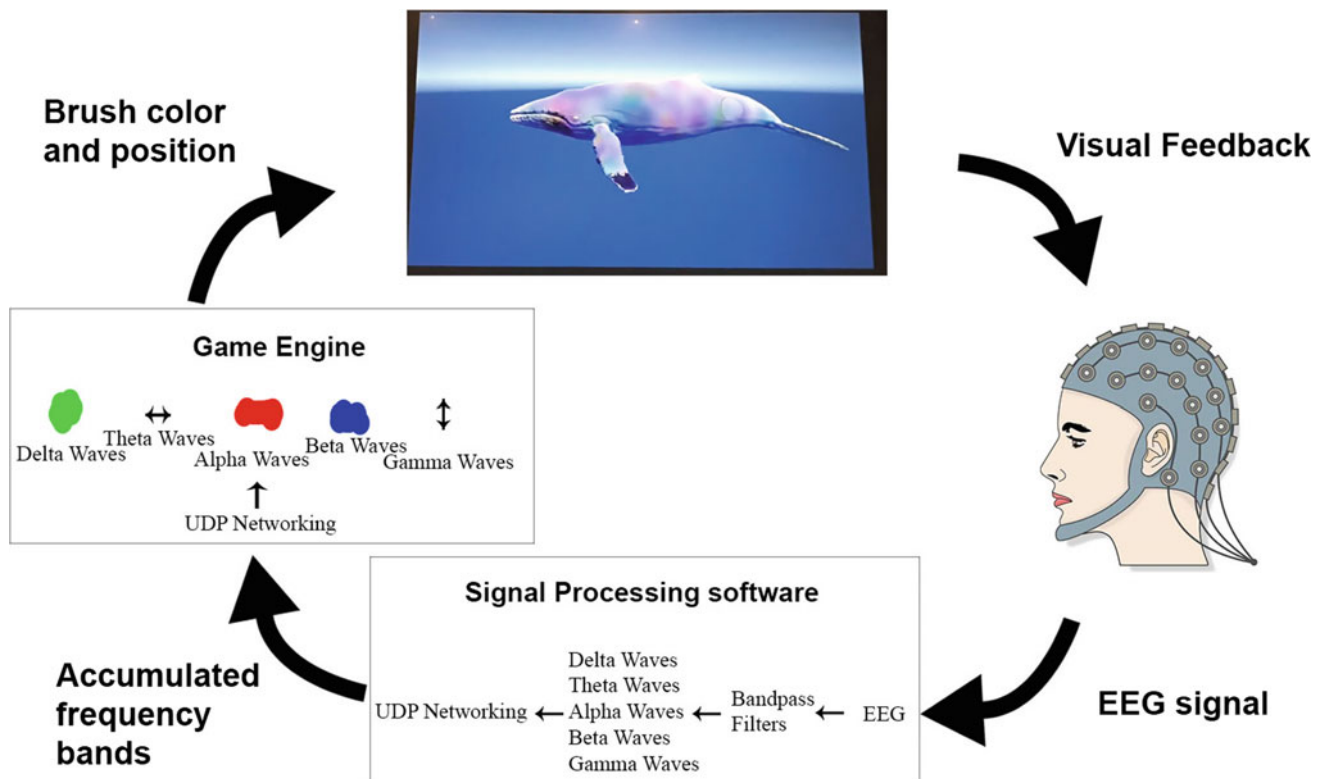 Brush color
and position
Visual Feedback
Game Engine
Delta Waves
Theta Waves
Alpha Waves
Beta Waves
Gamma Waves
UDP Networking
Signal Processing software
Delta Waves
Theta Waves
UDP Networking
Alpha Waves
Beta Waves
Gamma Waves
Bandpass
Filters
EEG
Accumulated
frequency
bands
EEG signal